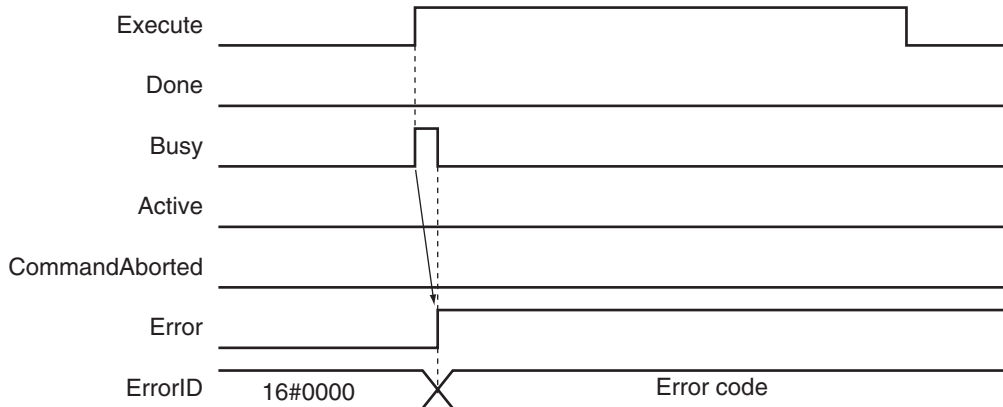 Execute
Done
Busy
Active
CommandAborted
Error
ErrorID 16#0000 Error code